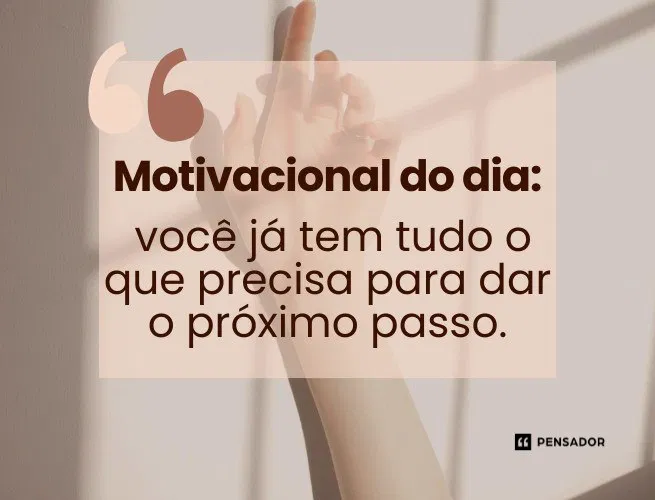 Motivacional do dia:
você já tem tudo o
que precisa para dar
o próximo passo.
PENSADOR